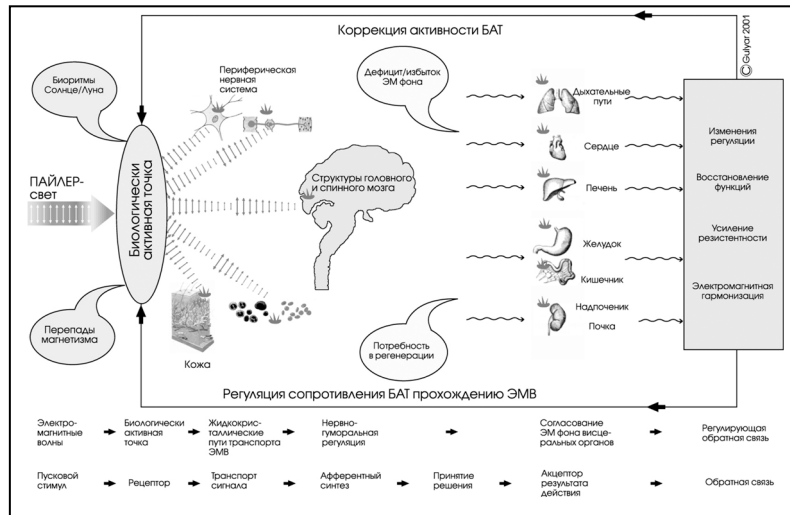 Коррекция активности БАТ
© Gulyar 2001
Биоритмы
Солнце/Луна
Периферическая
нервная
система
Дефицит/избыток
ЭМ фона
Дыхательные
пути
Сердце
Печень
Желудок
Кишечник
Надпочечник
Почка
Изменения
регуляции
Восстановление
функций
Усиление
резистентности
Электромагнитная
гармонизация
ПАЙЛЕР-
СВЕТ
Биологически
активная точка
Структуры головного
и спинного мозга
Перепады
магнетизма
Кожа
Потребность
в регенерации
Регуляция сопротивления БАТ прохождению ЭМВ
Электро-
магнитные
волны
Биологически
активная
точка
Жидкокрис-
таллические
пути транспорта
ЭМВ
Нервно-
гуморальная
регуляция
Согласование
ЭМ фона висце-
ральных органов
Регулирующая
обратная связь
Пусковой
стимул
Рецептор
Транспорт
сигнала
Афферентный
синтез
Принятие
решения
Акцептор
результата
действия
Обратная связь